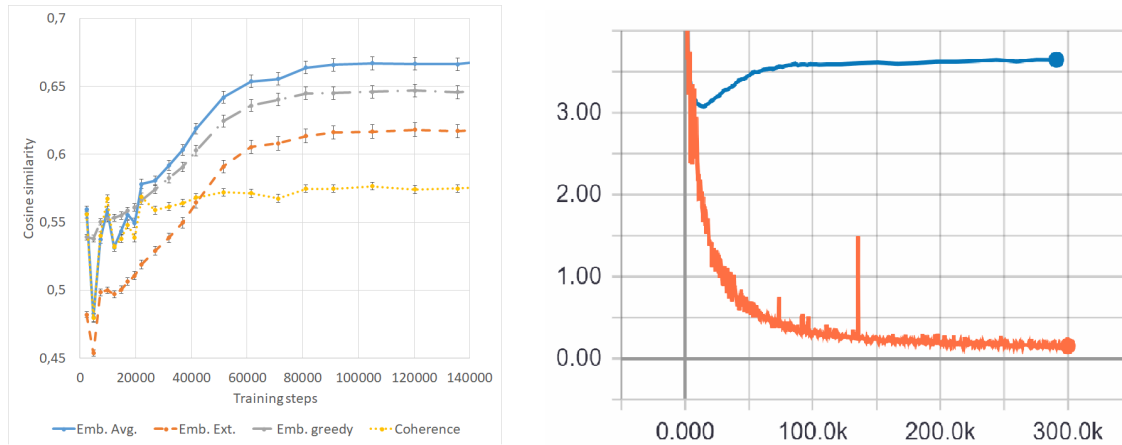 0,7
0,65
0,6
0,55
0,5
0,45
Cosine similarity
0 20000 40000 60000 80000 100000 120000 140000
Training steps
Emb. Avg. Emb. Ext. Emb. greedy Coherence
3.00
2.00
1.00
0.00
0.000 100.0k 200.0k 300.0k